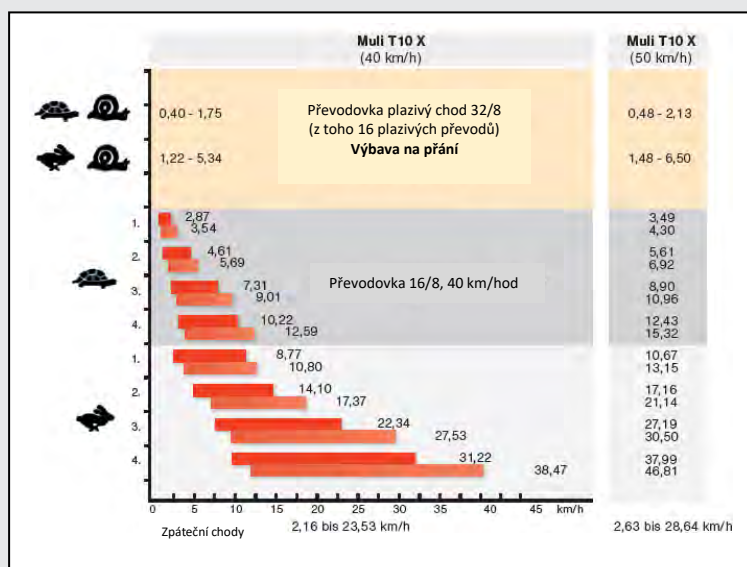 Muli T10 X
(40 km/h)
Muli T10 X
(50 km/h)
0,40 - 1,75
Převodovka plazivý chod 32/8
(z toho 16 plazivých převodů)
Výbava na přání
0,48 - 2,13
1,22 - 5,34
1,48 - 6,50
1.
2,87
3,54
3,49
4,30
2.
4,61
5,69
5,61
6,92
3.
7,31
9,01
Převodovka 16/8, 40 km/hod
8,90
10,96
4.
10,22
12,59
12,43
15,32
1.
8,77
10,80
10,67
13,15
2.
14,10
17,37
17,16
21,14
3.
22,34
27,53
27,19
30,50
4.
31,22
38,47
37,99
46,81
0 5 10 15 20 25 30 35 40 45 km/h
Zpáteční chody 2,16 bis 23,53 km/h 2,63 bis 28,64 km/h